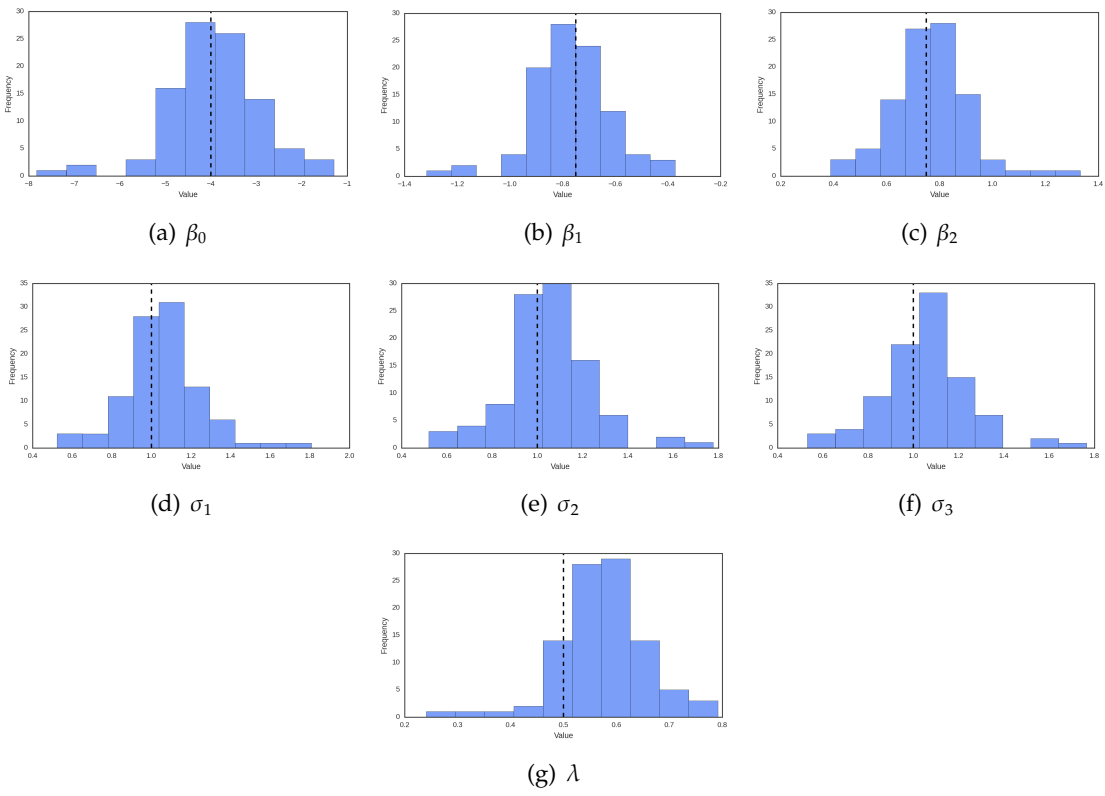 30
25
20
15
10
5
0
Frequency
−8 −7 −6 −5 −4 −3 −2 −1
Value
(a) β0
30
25
20
15
10
5
0
Frequency
−1.4 −1.2 −1.0 −0.8 −0.6 −0.4 −0.2
Value
(b) β1
30
25
20
15
10
5
0
Frequency
0.2 0.4 0.6 0.8 1.0 1.2 1.4
Value
(c) β2
35
30
25
20
15
10
5
0
Frequency
0.4 0.6 0.8 1.0 1.2 1.4 1.6 1.8 2.0
Value
(d) σ1
30
25
20
15
10
5
0
Frequency
0.4 0.6 0.8 1.0 1.2 1.4 1.6 1.8
Value
(e) σ2
35
30
25
20
15
10
5
0
Frequency
0.4 0.6 0.8 1.0 1.2 1.4 1.6 1.8
Value
(f) σ3
30
25
20
15
10
5
0
Frequency
0.2 0.3 0.4 0.5 0.6 0.7 0.8
Value
(g) λ